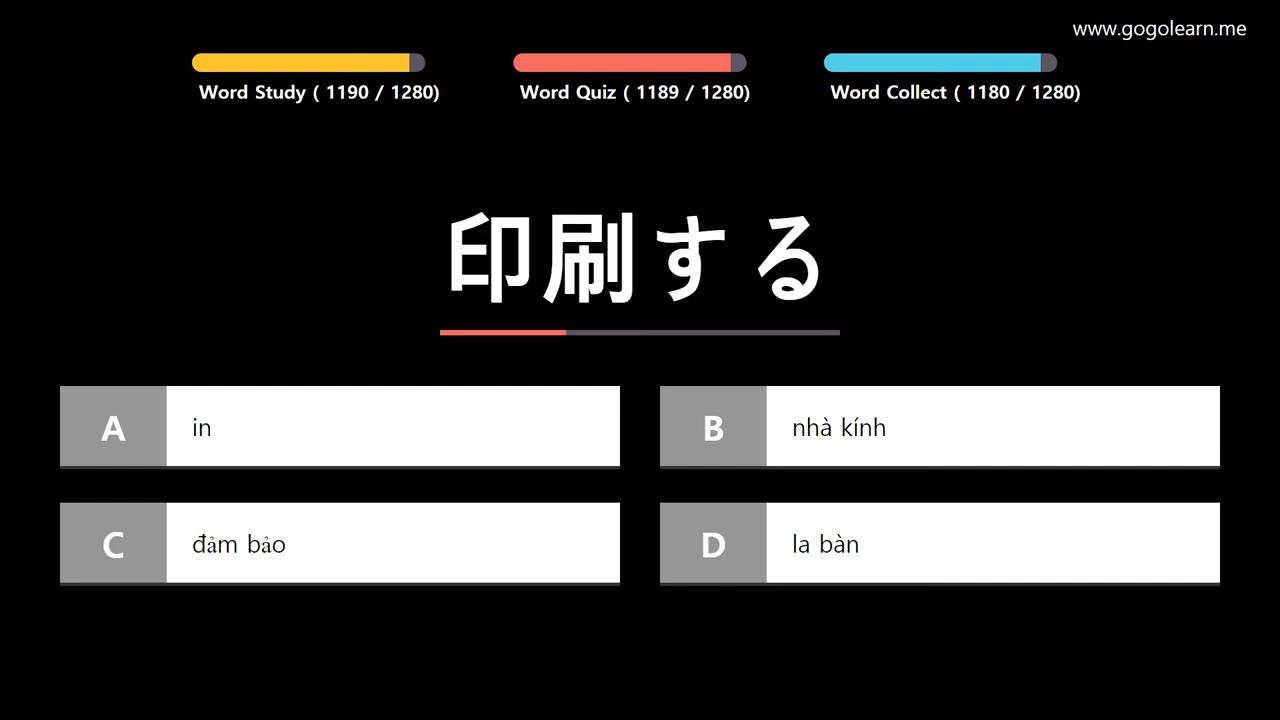 www.gogolearn.me
Word Study ( 1190 / 1280)
Word Quiz ( 1189 / 1280)
Word Collect ( 1180 / 1280)
印刷する
A in
B nhà kính
C đảm bảo
D la bàn